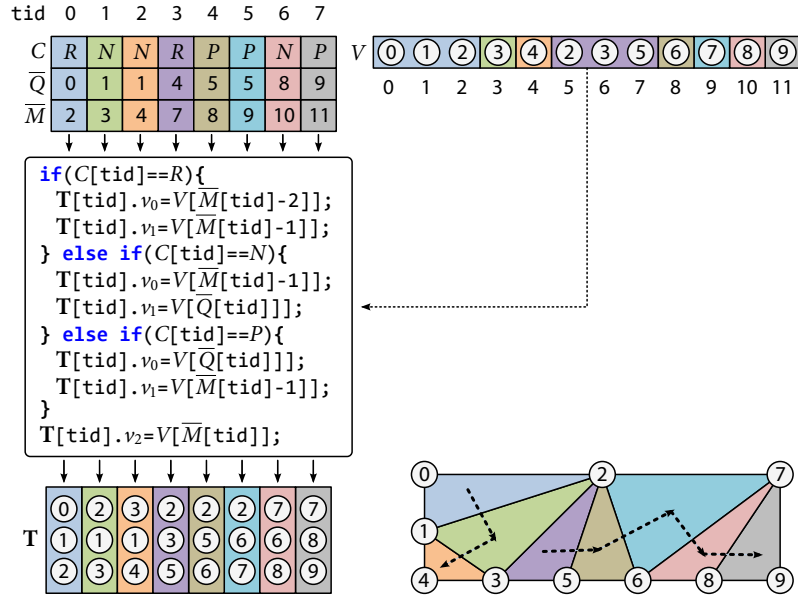 tid 0 1 2 3 4 5 6 7
C R N N R P P N P
Q̅ 0 1 1 4 5 5 8 9
M̅ 2 3 4 7 8 9 10 11
V 0 1 2 3 4 2 3 5 6 7 8 9
0 1 2 3 4 5 6 7 8 9 10 11
if(C[tid]==R){
T[tid].v₀=V[M̅[tid]-2]];
T[tid].v₁=V[M̅[tid]-1]];
} else if(C[tid]==N){
T[tid].v₀=V[M̅[tid]-1]];
T[tid].v₁=V[Q̅[tid]]];
} else if(C[tid]==P){
T[tid].v₀=V[Q̅[tid]]];
T[tid].v₁=V[M̅[tid]-1]];
}
T[tid].v₂=V[M̅[tid]];
0 2 3 2 2 2 7 7
T 1 1 1 3 5 6 6 8
2 3 4 5 6 7 8 9
0 2 7
1
4 3 5 6 8 9